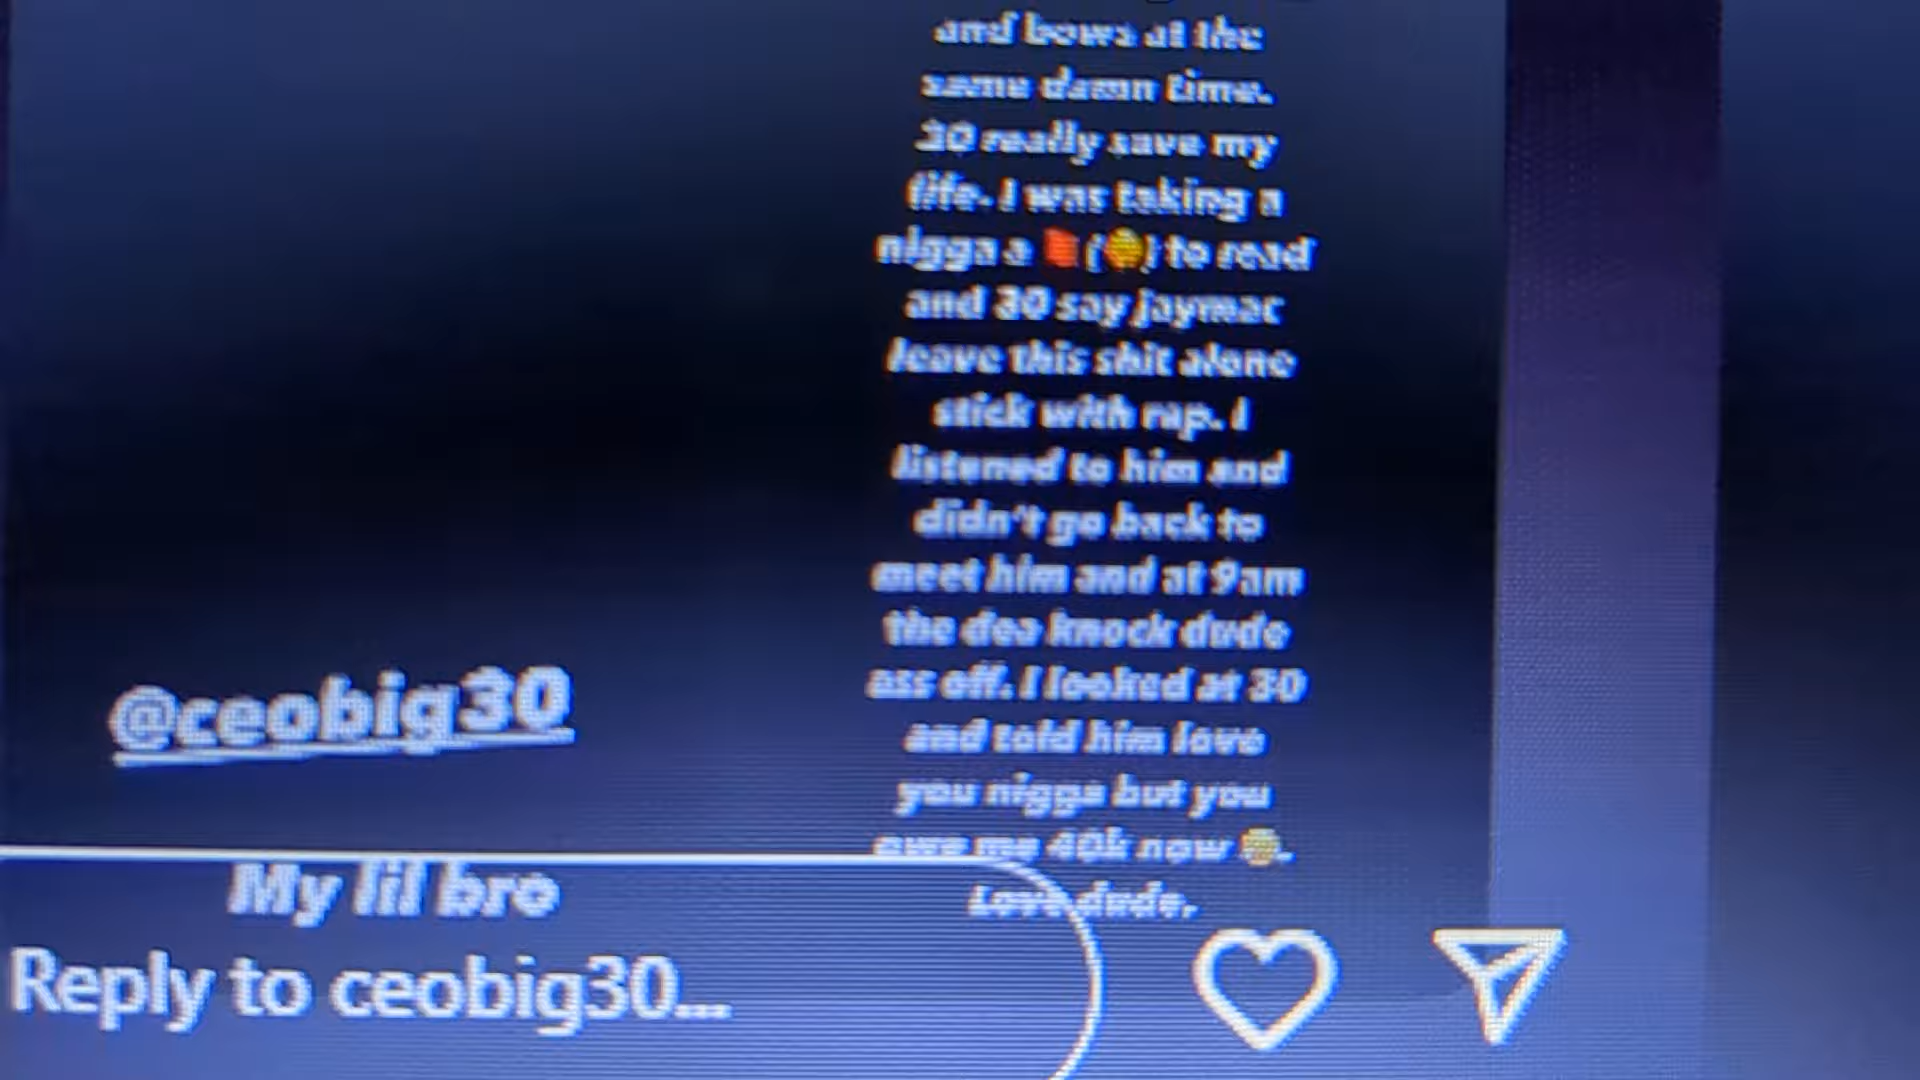 and bows at the
same damn time.
30 really save my
life. I was taking a
nigga a 🟥 (🟡) to read
and 30 say jaymac
leave this shit alone
stick with rap. I
listened to him and
didn't go back to
meet him and at 9am
the dea knock dude
ass off. I looked at 30
and told him love
you nigga but you
owe me 40k now
Love dude.
@ceobig30
My lil bro
Reply to ceobig30...